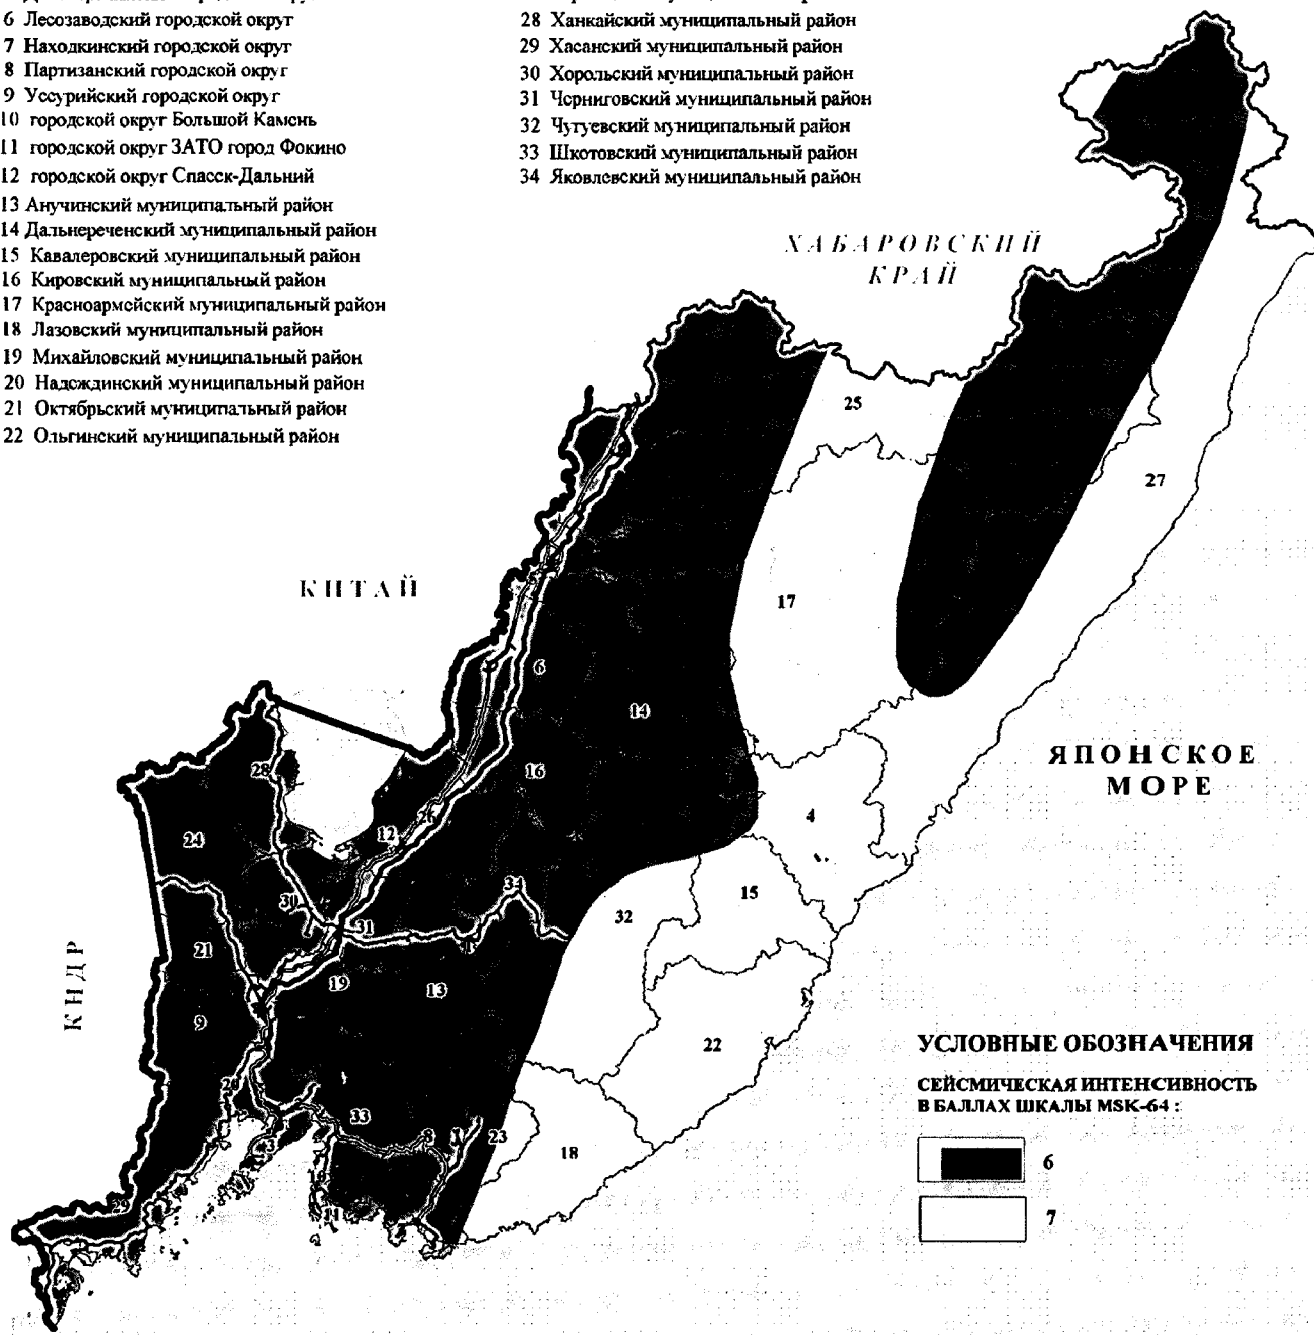 6 Лесозаводский городской округ
7 Находкинский городской округ
8 Партизанский городской округ
9 Уссурийский городской округ
10 городской округ Большой Камень
11 городской округ ЗАТО город Фокино
12 городской округ Спасск-Дальний
13 Анучинский муниципальный район
14 Дальнереченский муниципальный район
15 Кавалеровский муниципальный район
16 Кировский муниципальный район
17 Красноармейский муниципальный район
18 Лазовский муниципальный район
19 Михайловский муниципальный район
20 Надеждинский муниципальный район
21 Октябрьский муниципальный район
22 Ольгинский муниципальный район
28 Ханкайский муниципальный район
29 Хасанский муниципальный район
30 Хорольский муниципальный район
31 Черниговский муниципальный район
32 Чугуевский муниципальный район
33 Шкотовский муниципальный район
34 Яковлевский муниципальный район
ХАБАРОВСКИЙ
КРАЙ
25
27
КИТАЙ
17
6
14
28
16
ЯПОНСКОЕ
МОРЕ
24
12
26
4
34
15
30
32
31
21
19
13
КНДР
9
22
20
33
8
23
18
3
29
11
УСЛОВНЫЕ ОБОЗНАЧЕНИЯ
СЕЙСМИЧЕСКАЯ ИНТЕНСИВНОСТЬ
В БАЛЛАХ ШКАЛЫ MSK-64 :
6
7